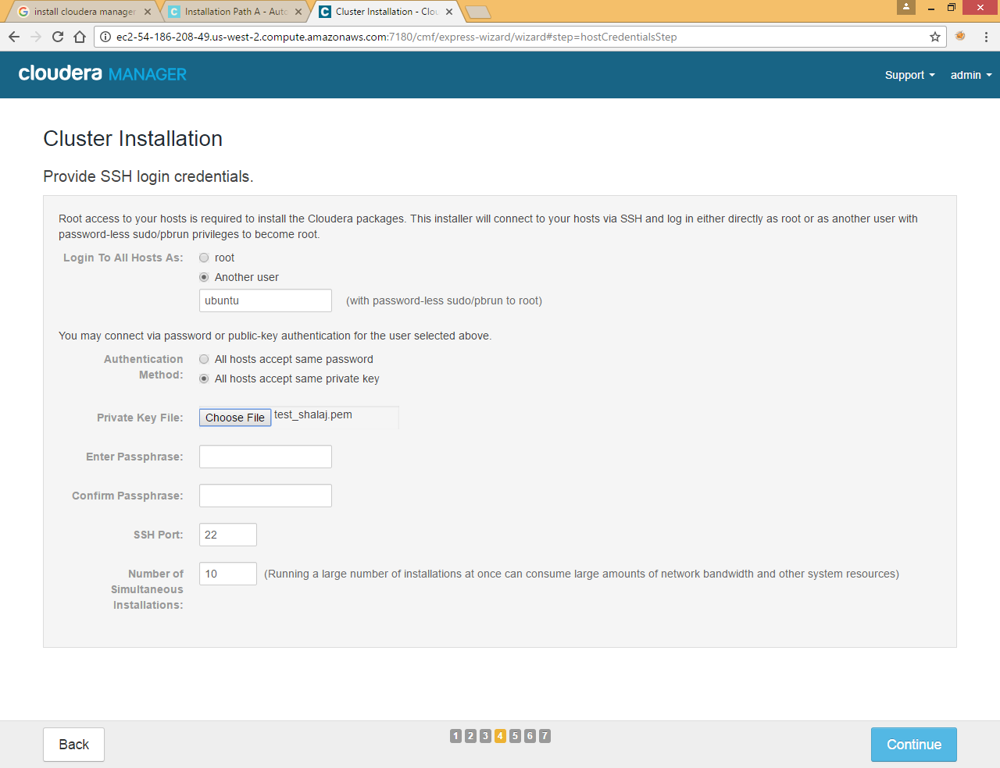 install cloudera manager
Installation Path A - Auto
Cluster Installation - Clou
ec2-54-186-208-49.us-west-2.compute.amazonaws.com:7180/cmf/express-wizard/wizard#step=hostCredentialsStep
cloudera MANAGER
Support
admin
Cluster Installation
Provide SSH login credentials.
Root access to your hosts is required to install the Cloudera packages. This installer will connect to your hosts via SSH and log in either directly as root or as another user with
password-less sudo/pbrun privileges to become root.
Login To All Hosts As:
root
Another user
ubuntu
(with password-less sudo/pbrun to root)
You may connect via password or public-key authentication for the user selected above.
Authentication
Method:
All hosts accept same password
All hosts accept same private key
Private Key File:
Choose File
test_shalaj.pem
Enter Passphrase:
Confirm Passphrase:
SSH Port:
22
Number of
Simultaneous
Installations:
10
(Running a large number of installations at once can consume large amounts of network bandwidth and other system resources)
Back
1 2 3 4 5 6 7
Continue